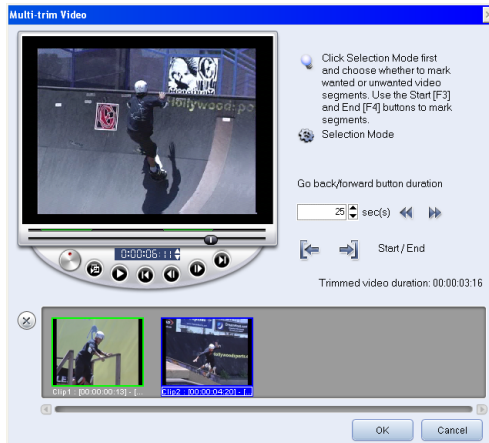 Multi-trim Video
Hollywoodspo
Click Selection Mode first
and choose whether to mark
wanted or unwanted video
segments. Use the Start [F3]
and End [F4] buttons to mark
segments.
Selection Mode
Go back/forward button duration
25 sec(s)
Start / End
0:00:06:11
Trimmed video duration: 00:00:03:16
Clip1 : [00:00:00:13] - [...
Clip2 : [00:00:04:20] - [...
OK
Cancel